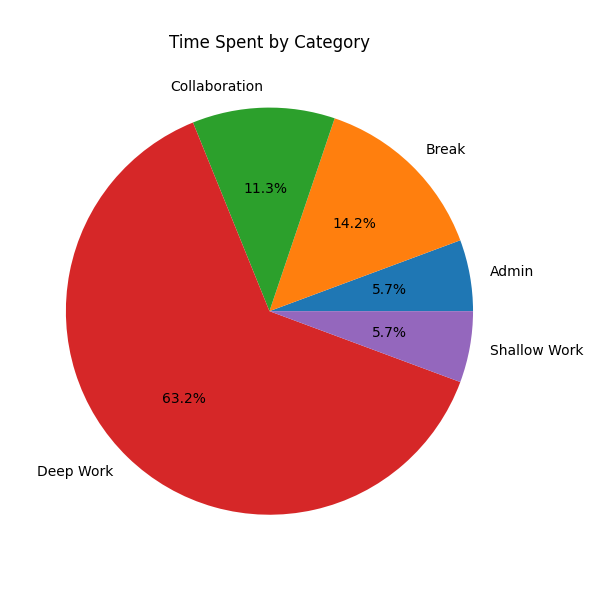 Time Spent by Category
Collaboration
Break
11.3%
14.2%
Admin
5.7%
5.7%
Shallow Work
63.2%
Deep Work